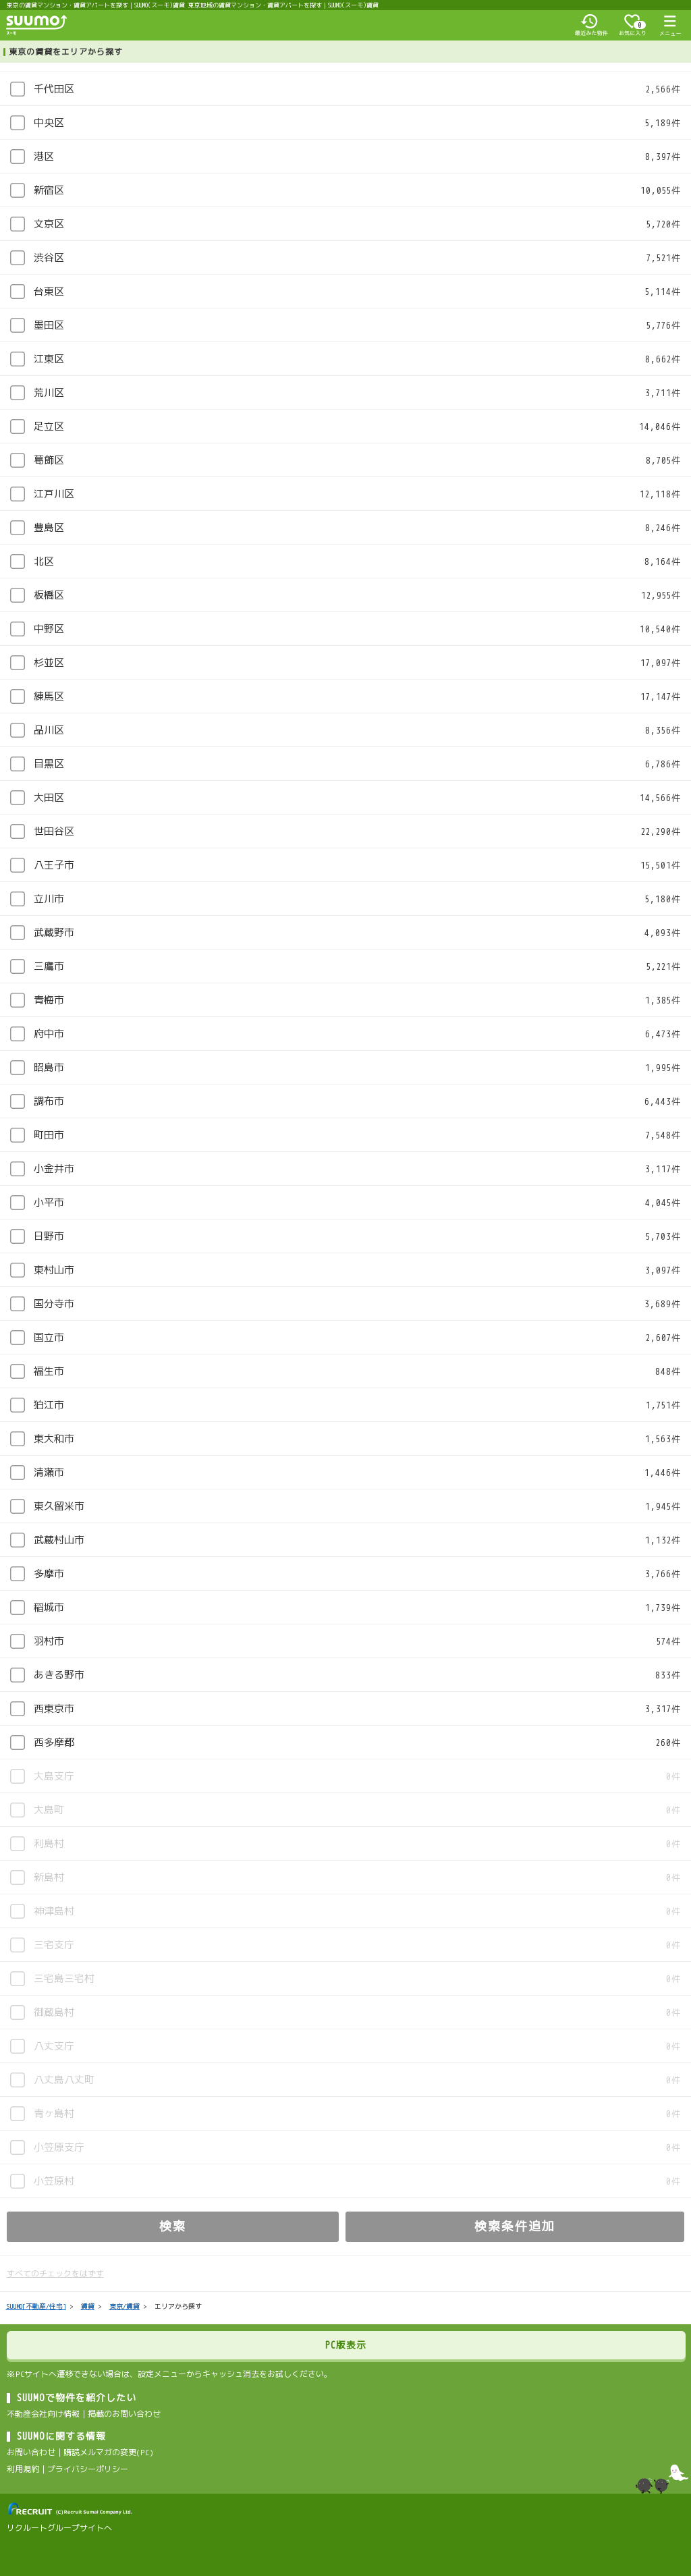 東京の賃貸マンション・賃貸アパートを探す｜SUUMO(スーモ)賃貸 東京地域の賃貸マンション・賃貸アパートを探す｜SUUMO(スーモ)賃貸
SUUMO
スーモ
最近みた物件
0
お気に入り
メニュー
東京の賃貸をエリアから探す
千代田区 2,566件
中央区 5,189件
港区 8,397件
新宿区 10,055件
文京区 5,720件
渋谷区 7,521件
台東区 5,114件
墨田区 5,776件
江東区 8,662件
荒川区 3,711件
足立区 14,046件
葛飾区 8,705件
江戸川区 12,118件
豊島区 8,246件
北区 8,164件
板橋区 12,955件
中野区 10,540件
杉並区 17,097件
練馬区 17,147件
品川区 8,356件
目黒区 6,786件
大田区 14,566件
世田谷区 22,290件
八王子市 15,501件
立川市 5,180件
武蔵野市 4,093件
三鷹市 5,221件
青梅市 1,385件
府中市 6,473件
昭島市 1,995件
調布市 6,443件
町田市 7,548件
小金井市 3,117件
小平市 4,045件
日野市 5,703件
東村山市 3,097件
国分寺市 3,689件
国立市 2,607件
福生市 848件
狛江市 1,751件
東大和市 1,563件
清瀬市 1,446件
東久留米市 1,945件
武蔵村山市 1,132件
多摩市 3,766件
稲城市 1,739件
羽村市 574件
あきる野市 833件
西東京市 3,317件
西多摩郡 260件
大島支庁 0件
大島町 0件
利島村 0件
新島村 0件
神津島村 0件
三宅支庁 0件
三宅島三宅村 0件
御蔵島村 0件
八丈支庁 0件
八丈島八丈町 0件
青ヶ島村 0件
小笠原支庁 0件
小笠原村 0件
検索 検索条件追加
すべてのチェックをはずす
SUUMO[不動産/住宅] > 賃貸 > 東京/賃貸 > エリアから探す
PC版表示
※PCサイトへ遷移できない場合は、設定メニューからキャッシュ消去をお試しください。
SUUMOで物件を紹介したい
不動産会社向け情報｜掲載のお問い合わせ
SUUMOに関する情報
お問い合わせ｜購読メルマガの変更(PC)
利用規約｜プライバシーポリシー
RECRUIT (C)Recruit Sumai Company Ltd.
リクルートグループサイトへ